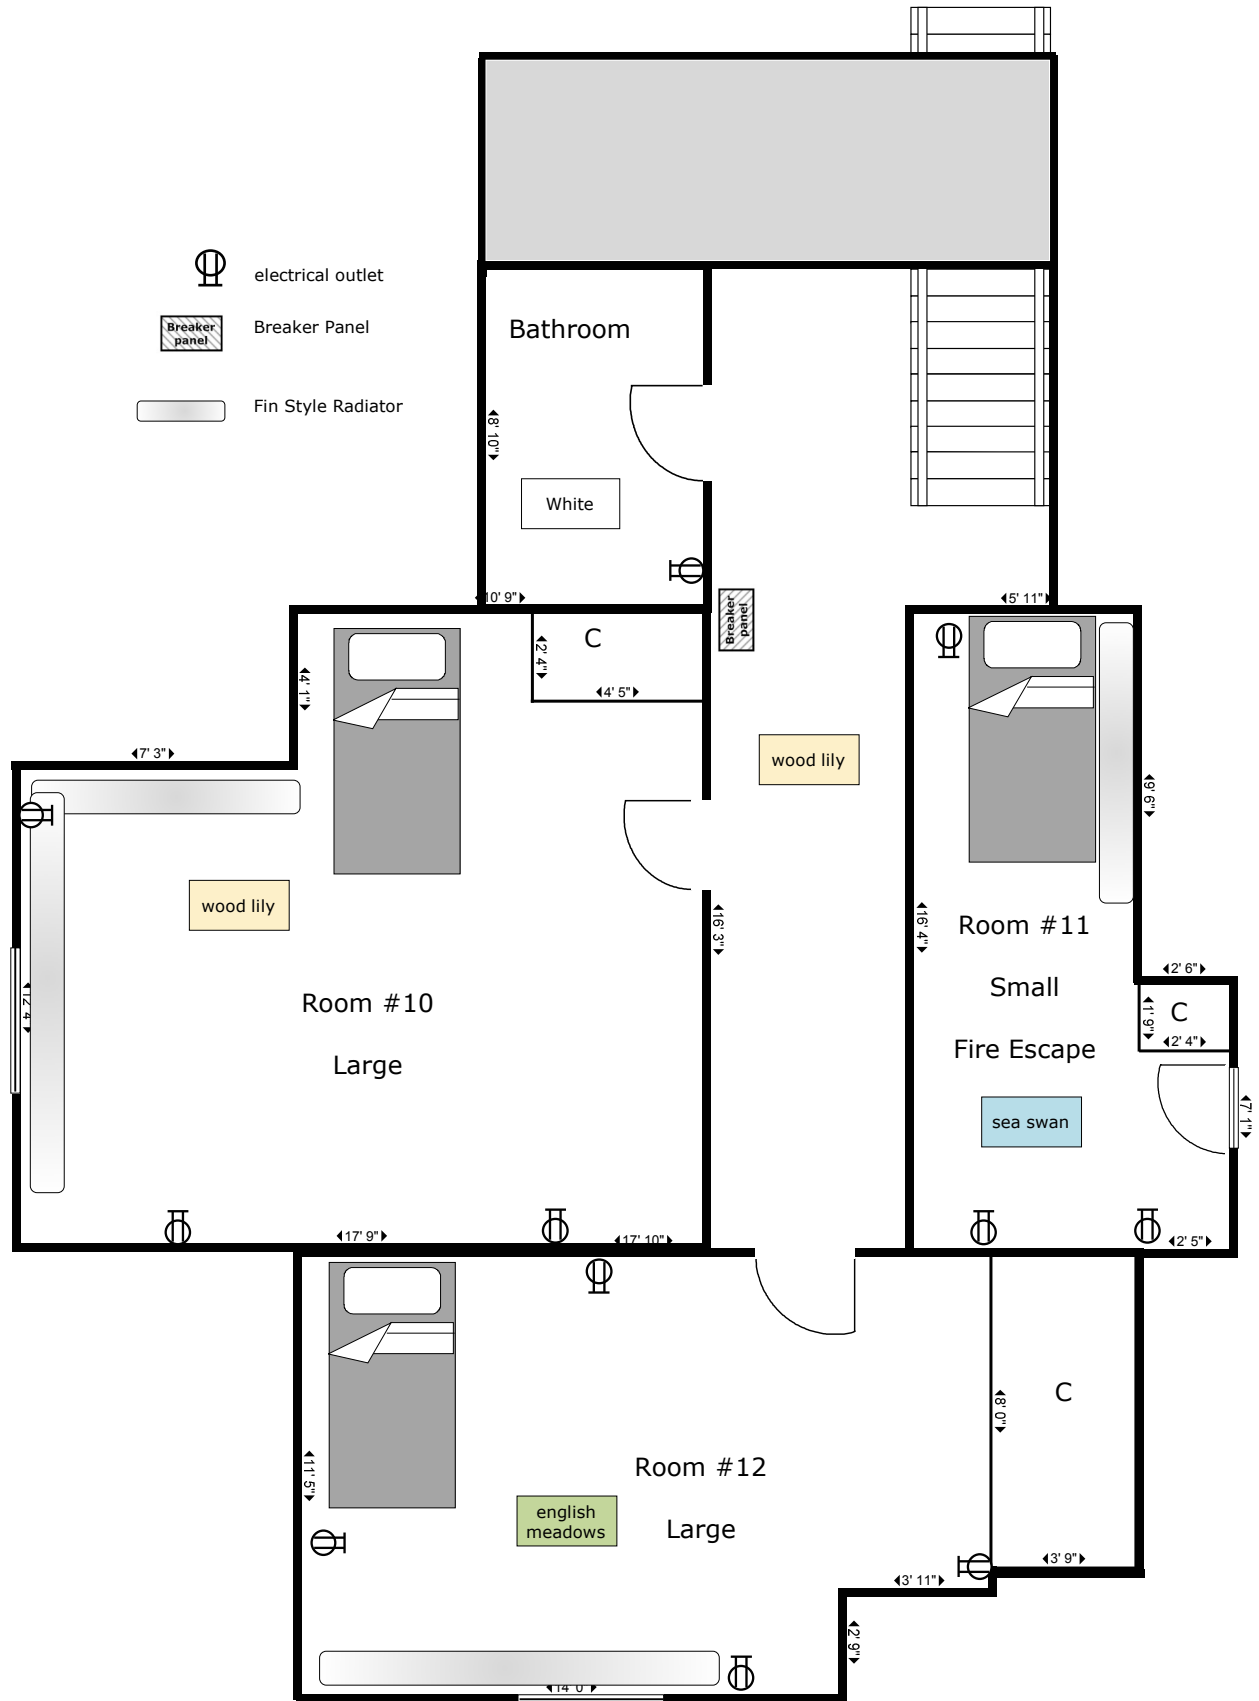 electrical outlet
Breaker
panel
Breaker Panel
Fin Style Radiator
Bathroom
8' 10"
White
10' 9"
5' 11"
Breaker
panel
C
2' 4"
4' 5"
4' 1"
7' 3"
wood lily
wood lily
9' 6"
16' 3"
16' 4"
Room #10
Large
12' 4"
Room #11
Small
Fire Escape
sea swan
2' 6"
1' 9"
C
2' 4"
7' 1"
17' 9"
17' 10"
2' 5"
C
8' 0"
11' 5"
Room #12
Large
english
meadows
3' 9"
3' 11"
2' 9"
14' 0"